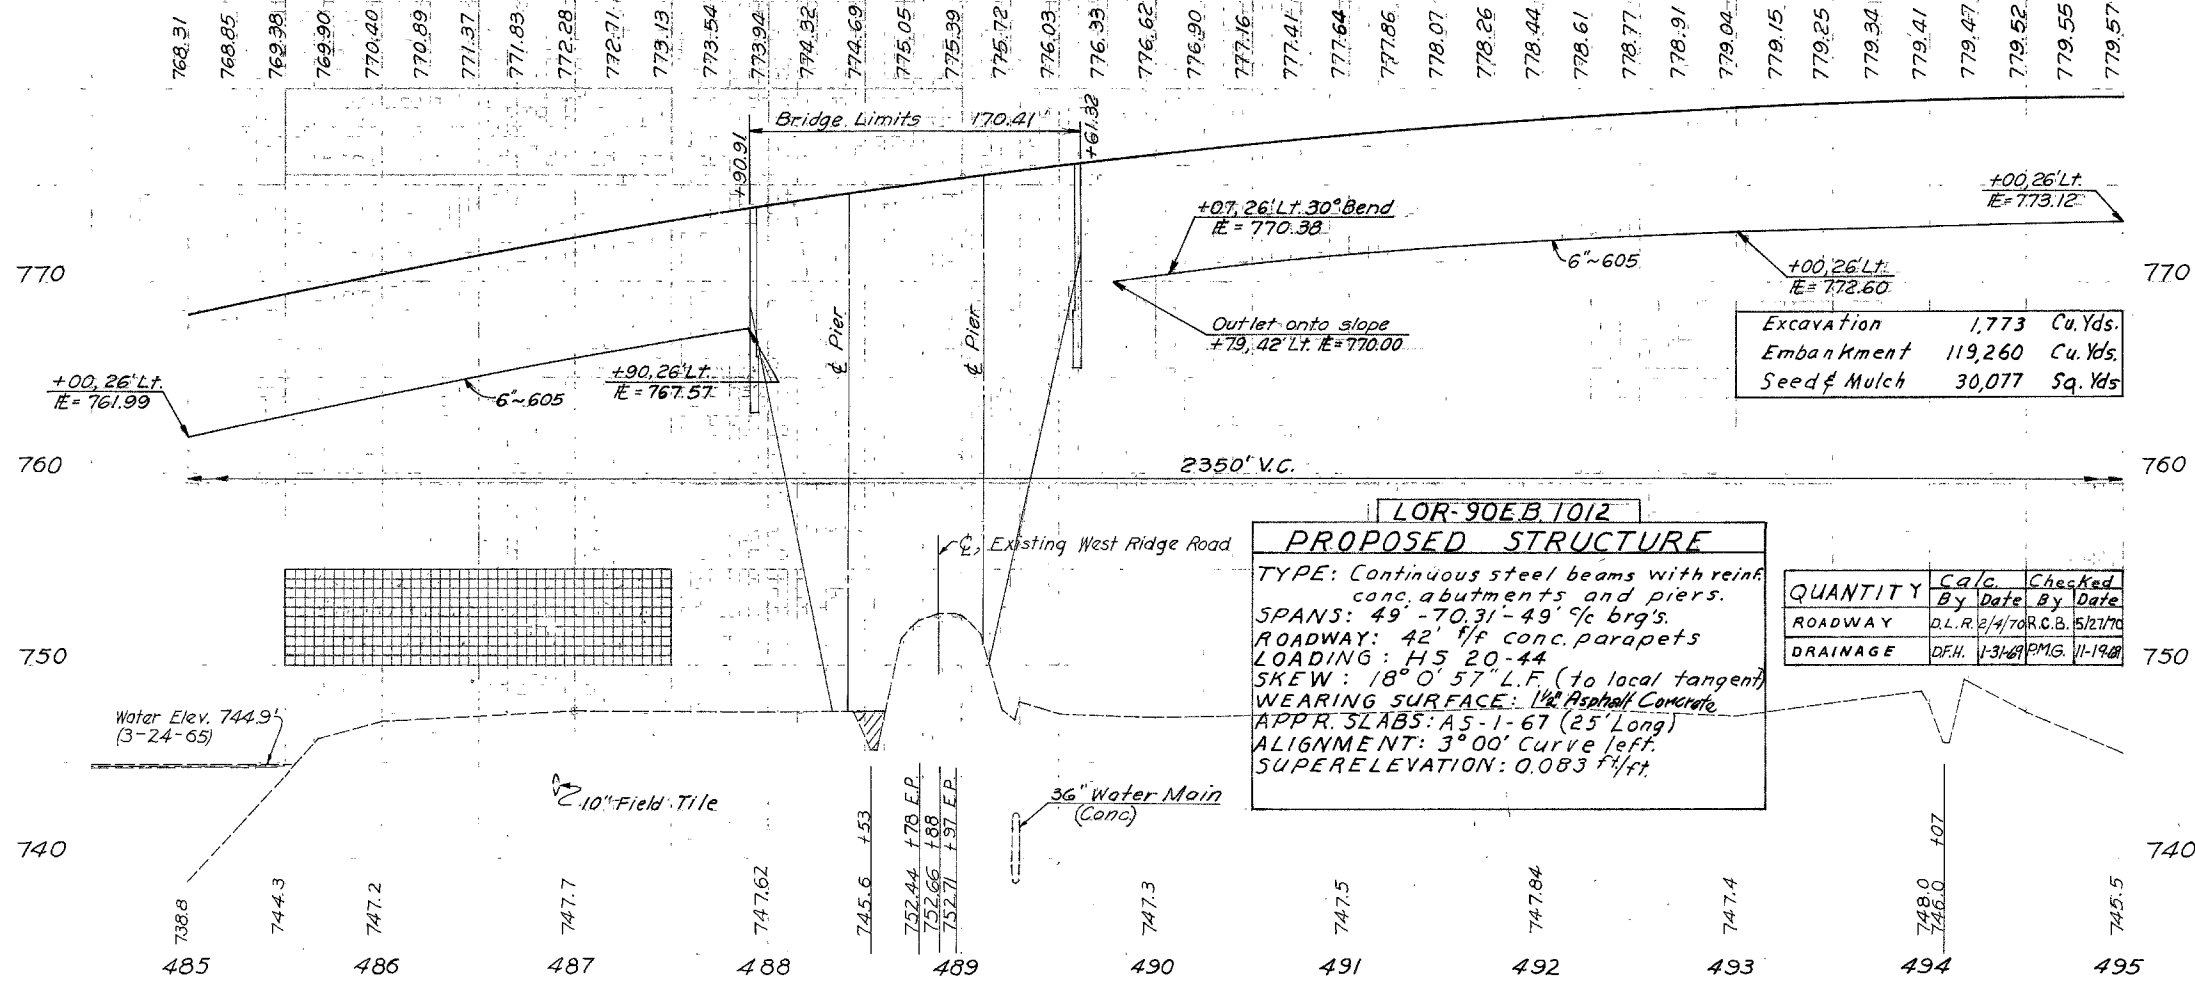 768.31 768.85 769.38 769.90 770.40 770.89 771.37 771.83 772.28 772.71 773.13 773.54 773.94 774.32 774.69 775.05 775.39 775.72 776.03 776.33 776.62 776.90 777.16 777.41 777.64 777.86 778.07 778.26 778.44 778.61 778.77 778.91 779.04 779.15 779.25 779.34 779.41 779.47 779.52 779.55 779.57
Bridge Limits 170.41'
+90.91
+61.32
+00, 26' Lt.
I̵E= 773.12
+07, 26' Lt. 30° Bend
I̵E = 770.38
770
770
6"~605
+00, 26' Lt.
I̵E= 772.60
Outlet onto slope
+79, 42' Lt. I̵E= 770.00
℄ Pier
℄ Pier
Excavation 1,773 Cu. Yds.
Embankment 119,260 Cu. Yds.
Seed & Mulch 30,077 Sq. Yds
+00, 26' Lt.
I̵E= 761.99
6"~605
+90, 26' Lt.
I̵E= 767.57
760
2350' V.C.
760
LOR-90EB.1012
PROPOSED STRUCTURE
TYPE: Continuous steel beams with reinf.
conc. abutments and piers.
SPANS: 49' - 70.31' - 49' c/c brg's.
ROADWAY: 42' f/f conc. parapets
LOADING: HS 20-44
SKEW: 18° 0' 57" L.F. (to local tangent)
WEARING SURFACE: 1½" Asphalt Concrete
APPR. SLABS: AS-1-67 (25' Long)
ALIGNMENT: 3° 00' Curve left.
SUPERELEVATION: 0.083 ft/ft.
℄, Existing West Ridge Road
QUANTITY Calc. Checked
By Date By Date
ROADWAY D.L.R. 2/4/70 R.C.B. 5/27/70
DRAINAGE D.F.H. 1-31-69 P.M.G. 11-19-68
750
750
Water Elev. 744.9'
(3-24-65)
10" Field Tile
36" Water Main
(Conc.)
740
740
738.8 744.3 747.2 747.7 747.62
745.6 +53
752.44 +78 E.P.
752.66 +88
752.71 +97 E.P.
747.3 747.5 747.84 747.4
748.0
746.0 +07
745.5
485 486 487 488 489 490 491 492 493 494 495